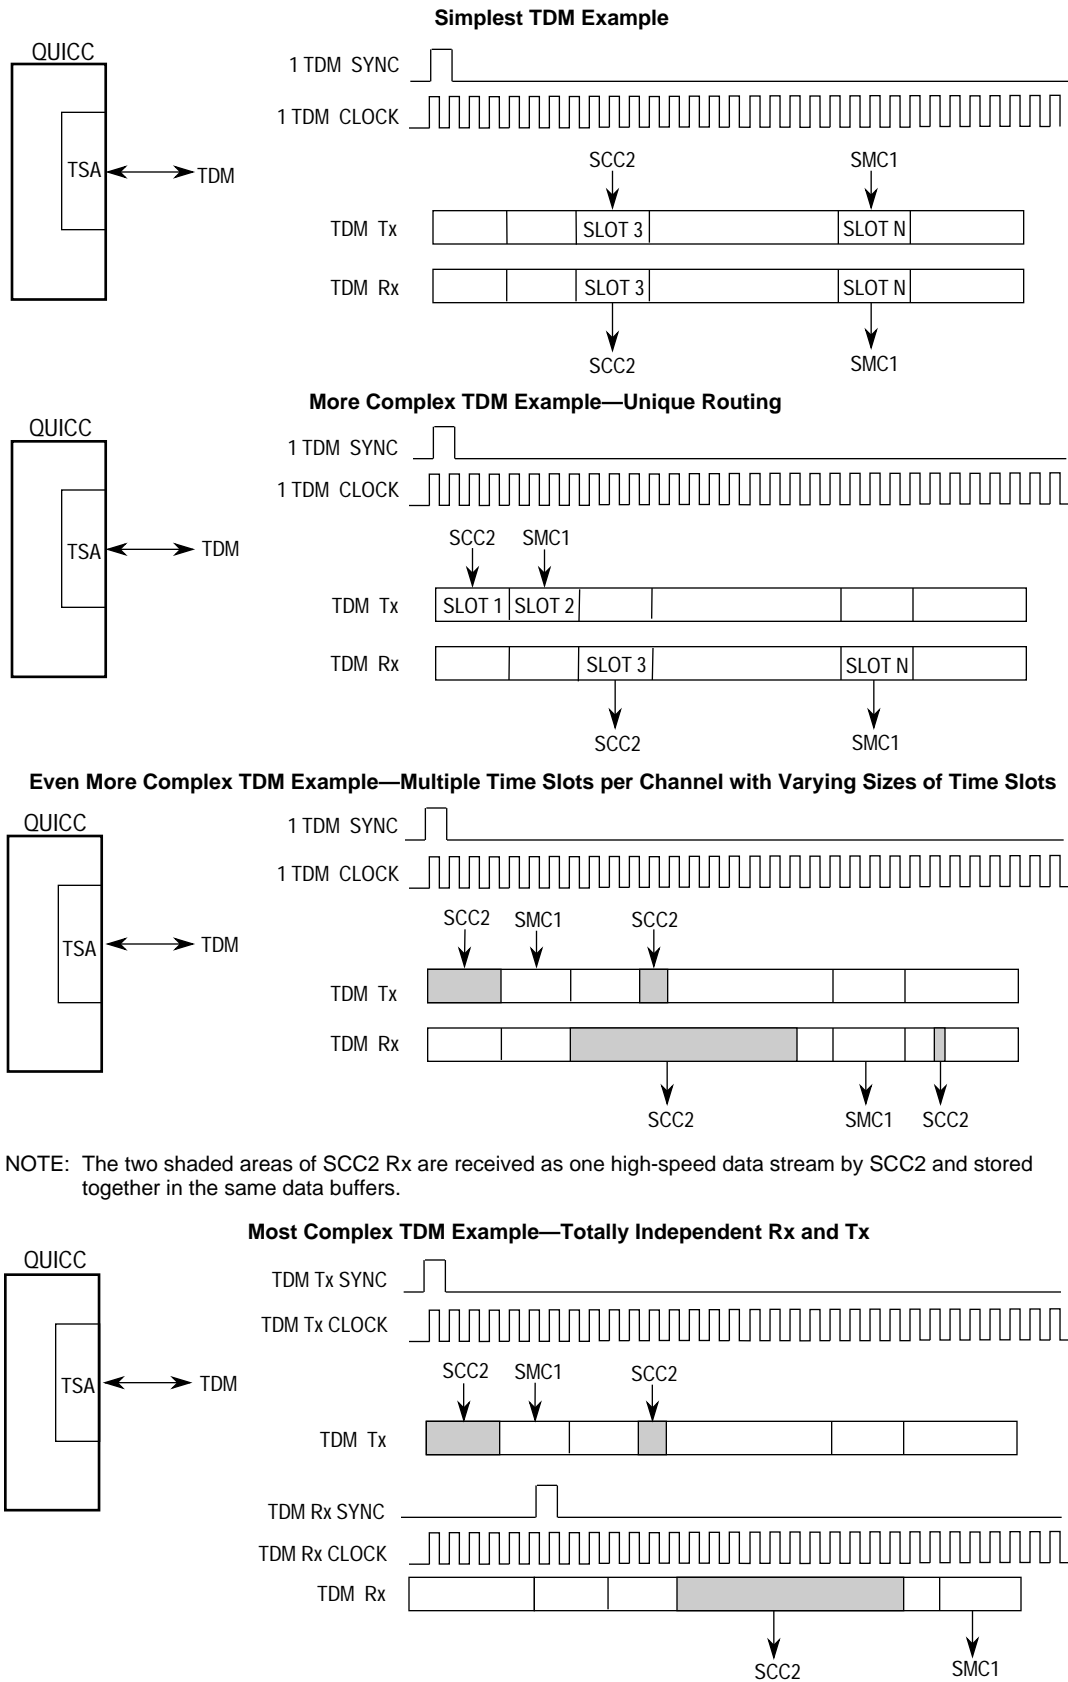 Simplest TDM Example
QUICC
1 TDM SYNC
1 TDM CLOCK
TSA
TDM
SCC2 SMC1
TDM Tx SLOT 3 SLOT N
TDM Rx SLOT 3 SLOT N
SCC2 SMC1
More Complex TDM Example—Unique Routing
QUICC
1 TDM SYNC
1 TDM CLOCK
TSA
TDM
SCC2 SMC1
TDM Tx SLOT 1 SLOT 2
TDM Rx SLOT 3 SLOT N
SCC2 SMC1
Even More Complex TDM Example—Multiple Time Slots per Channel with Varying Sizes of Time Slots
QUICC
1 TDM SYNC
1 TDM CLOCK
TSA
TDM
SCC2 SMC1 SCC2
TDM Tx
TDM Rx
SCC2 SMC1 SCC2
NOTE: The two shaded areas of SCC2 Rx are received as one high-speed data stream by SCC2 and stored
together in the same data buffers.
Most Complex TDM Example—Totally Independent Rx and Tx
QUICC
TDM Tx SYNC
TDM Tx CLOCK
TSA
TDM
SCC2 SMC1 SCC2
TDM Tx
TDM Rx SYNC
TDM Rx CLOCK
TDM Rx
SCC2 SMC1